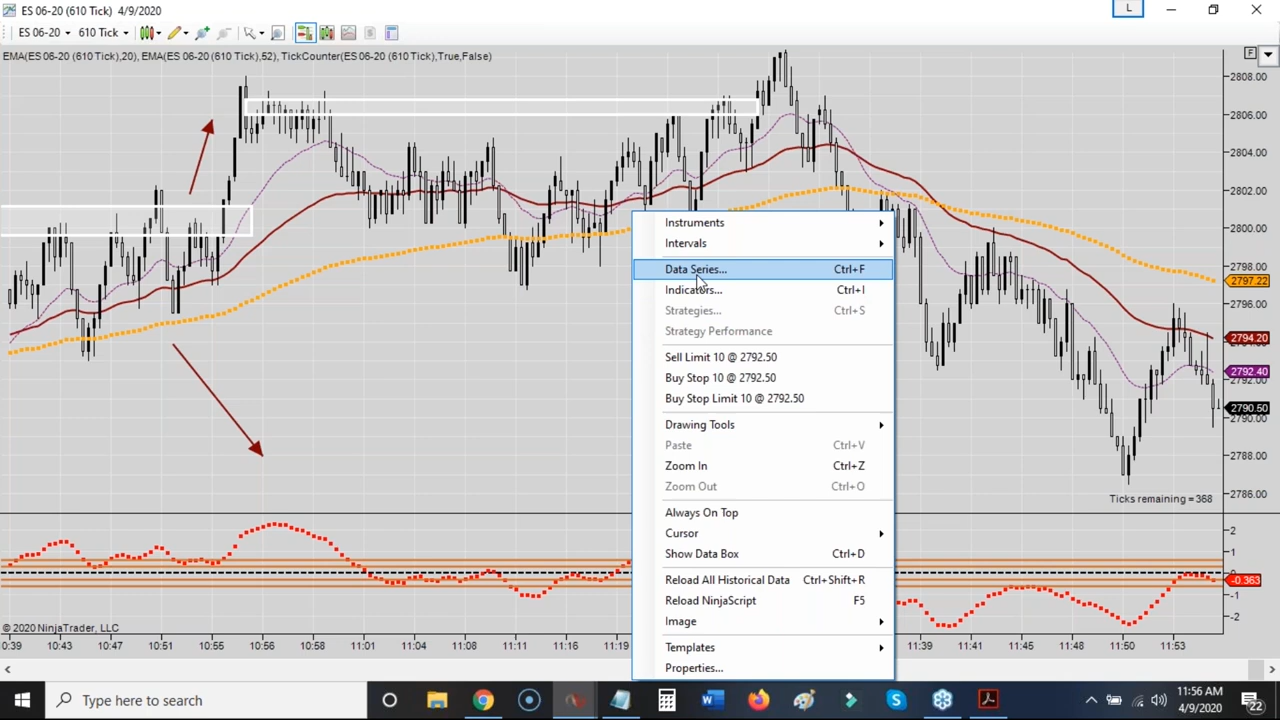 ES 06-20 (610 Tick) 4/9/2020
L
ES 06-20 610 Tick
EMA(ES 06-20 (610 Tick),20), EMA(ES 06-20 (610 Tick),52), TickCounter(ES 06-20 (610 Tick),True,False)
F
2808.00
2806.00
2804.00
2802.00
2800.00
2798.00
2797.22
2796.00
2794.20
2792.40
2792.00
2790.50
2790.00
2788.00
2786.00
Instruments
Intervals
Data Series... Ctrl+F
Indicators... Ctrl+I
Strategies... Ctrl+S
Strategy Performance
Sell Limit 10 @ 2792.50
Buy Stop 10 @ 2792.50
Buy Stop Limit 10 @ 2792.50
Drawing Tools
Paste Ctrl+V
Zoom In Ctrl+Z
Zoom Out Ctrl+O
Always On Top
Cursor
Show Data Box Ctrl+D
Reload All Historical Data Ctrl+Shift+R
Reload NinjaScript F5
Image
Templates
Properties...
Ticks remaining = 368
2
1
0
-0.363
-1
-2
© 2020 NinjaTrader, LLC
0:39 10:43 10:47 10:51 10:55 10:56 10:58 11:01 11:04 11:08 11:12 11:16 11:19 11:39 11:45 11:48 11:50 11:53
Type here to search
11:56 AM
4/9/2020
22